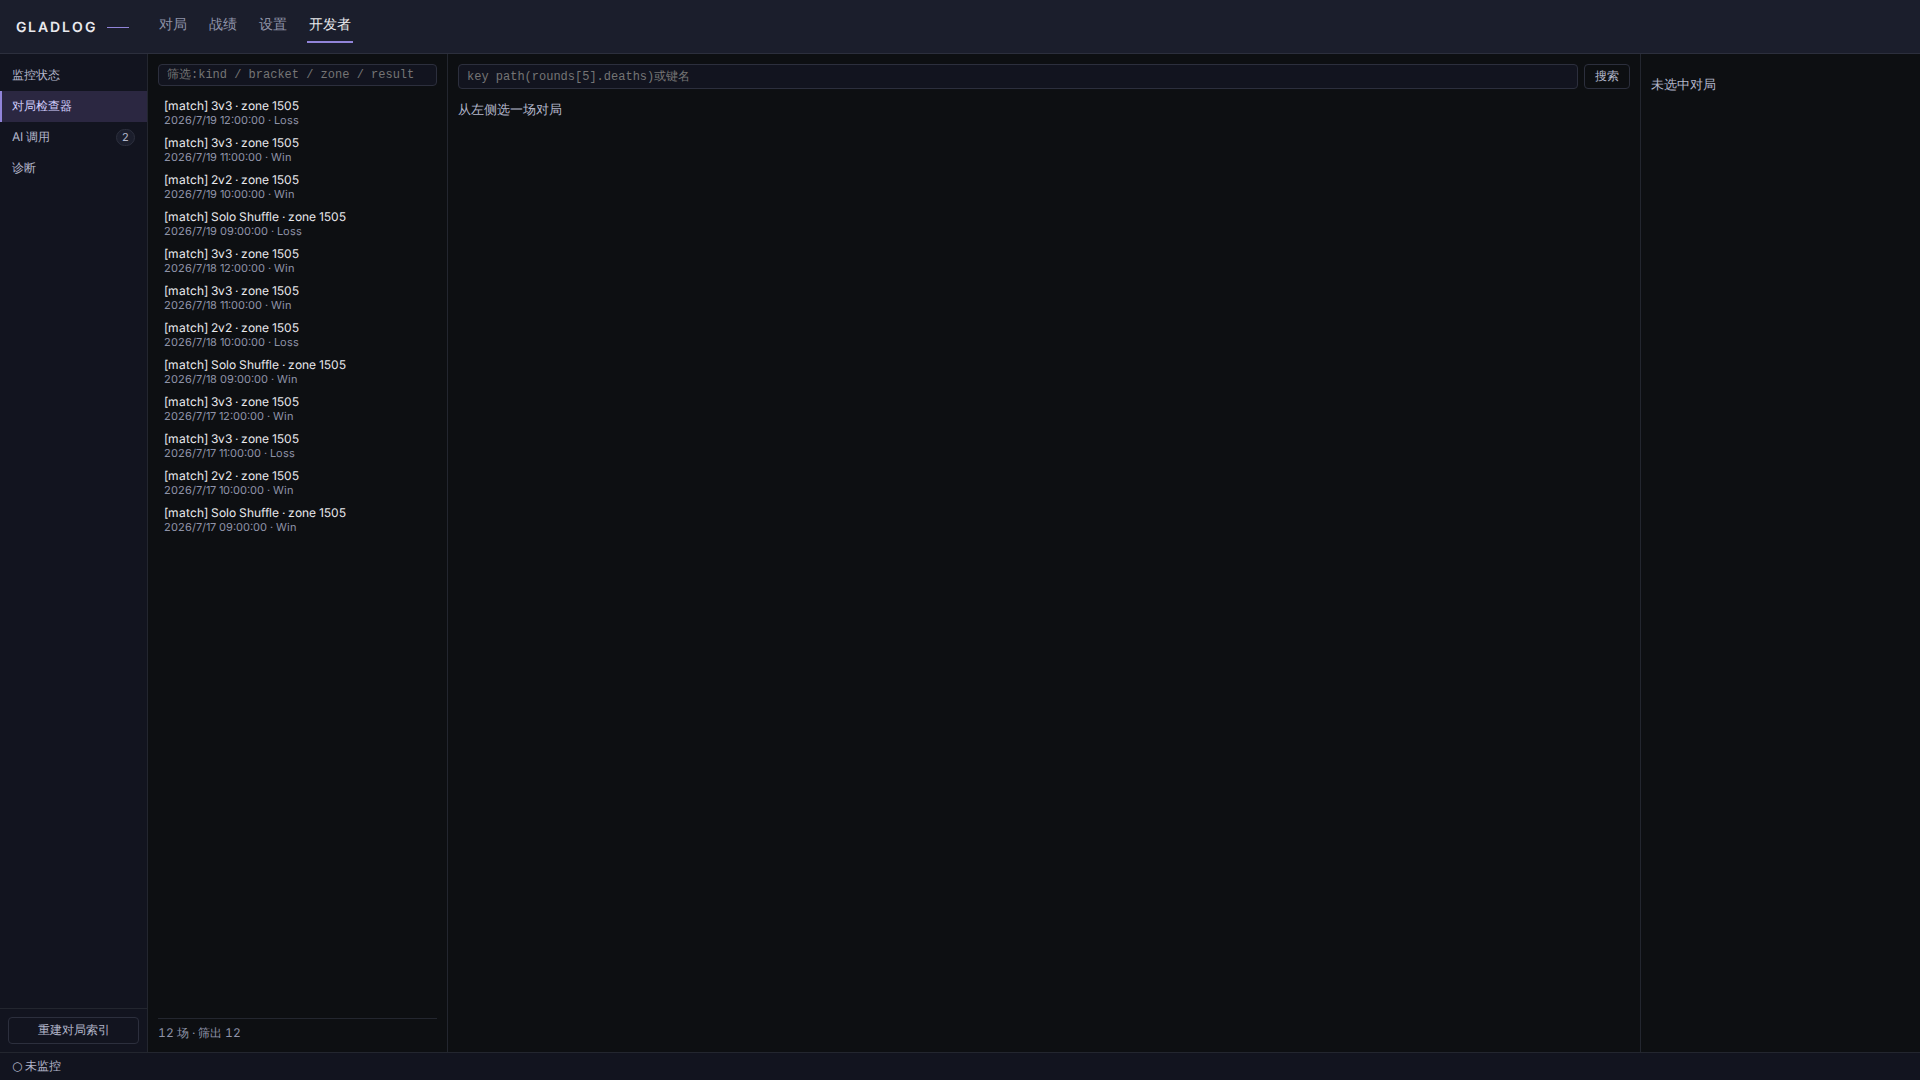 GLADLOG
对局 战绩 设置 开发者
监控状态
对局检查器
AI 调用 2
诊断
筛选:kind / bracket / zone / result
[match] 3v3 · zone 1505
2026/7/19 12:00:00 · Loss
[match] 3v3 · zone 1505
2026/7/19 11:00:00 · Win
[match] 2v2 · zone 1505
2026/7/19 10:00:00 · Win
[match] Solo Shuffle · zone 1505
2026/7/19 09:00:00 · Loss
[match] 3v3 · zone 1505
2026/7/18 12:00:00 · Win
[match] 3v3 · zone 1505
2026/7/18 11:00:00 · Win
[match] 2v2 · zone 1505
2026/7/18 10:00:00 · Loss
[match] Solo Shuffle · zone 1505
2026/7/18 09:00:00 · Win
[match] 3v3 · zone 1505
2026/7/17 12:00:00 · Win
[match] 3v3 · zone 1505
2026/7/17 11:00:00 · Loss
[match] 2v2 · zone 1505
2026/7/17 10:00:00 · Win
[match] Solo Shuffle · zone 1505
2026/7/17 09:00:00 · Win
12 场 · 筛出 12
key path(rounds[5].deaths)或键名 搜索
从左侧选一场对局
未选中对局
重建对局索引
未监控